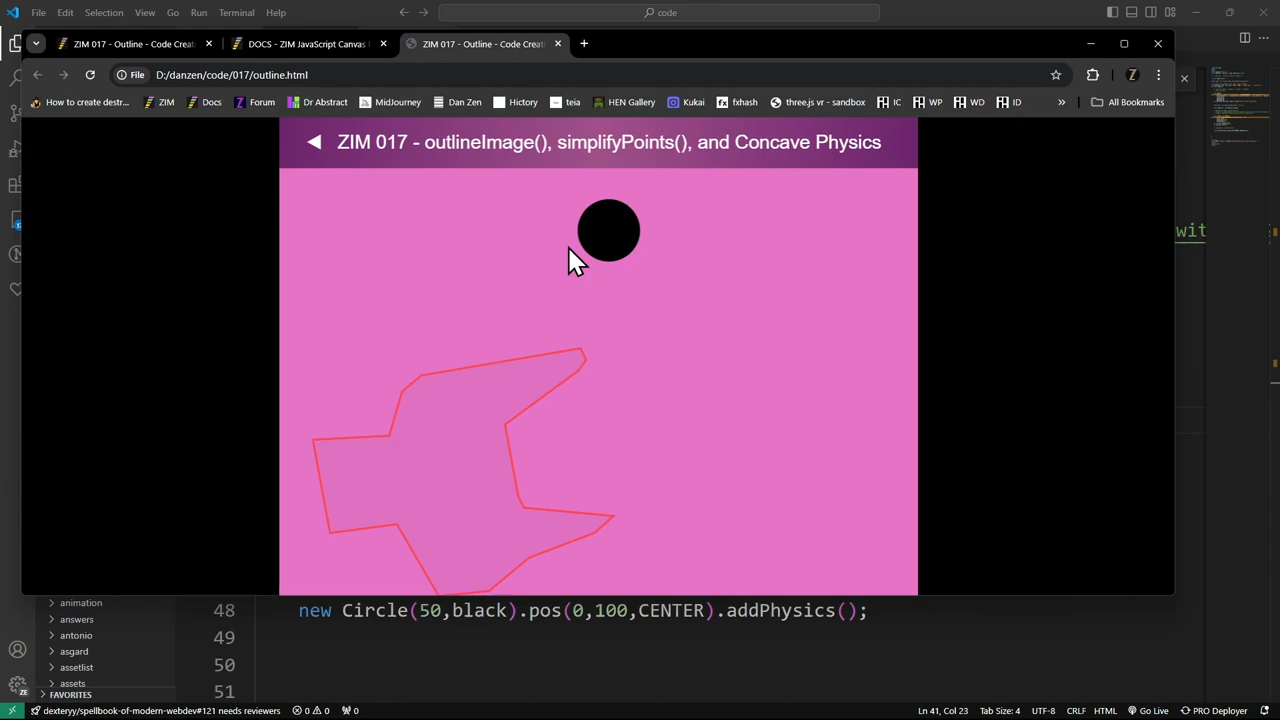 File Edit Selection View Go Run Terminal Help
code
ZIM 017 - Outline - Code Creat
DOCS - ZIM JavaScript Canvas
ZIM 017 - Outline - Code Creat
File D:/danzen/code/017/outline.html
How to create destr... ZIM Docs Forum Dr Abstract MidJourney Dan Zen History teia HEN Gallery Kukai fxhash three.js vr - sandbox IC WP WD ID All Bookmarks
ZIM 017 - outlineImage(), simplifyPoints(), and Concave Physics
wit
animation
answers
antonio
asgard
assetlist
assets
FAVORITES
48 new Circle(50,black).pos(0,100,CENTER).addPhysics();
49
50
51
dexteryy/spellbook-of-modern-webdev#121 needs reviewers 0 0 0 Ln 41, Col 23 Tab Size: 4 UTF-8 CRLF HTML Go Live PRO Deployer